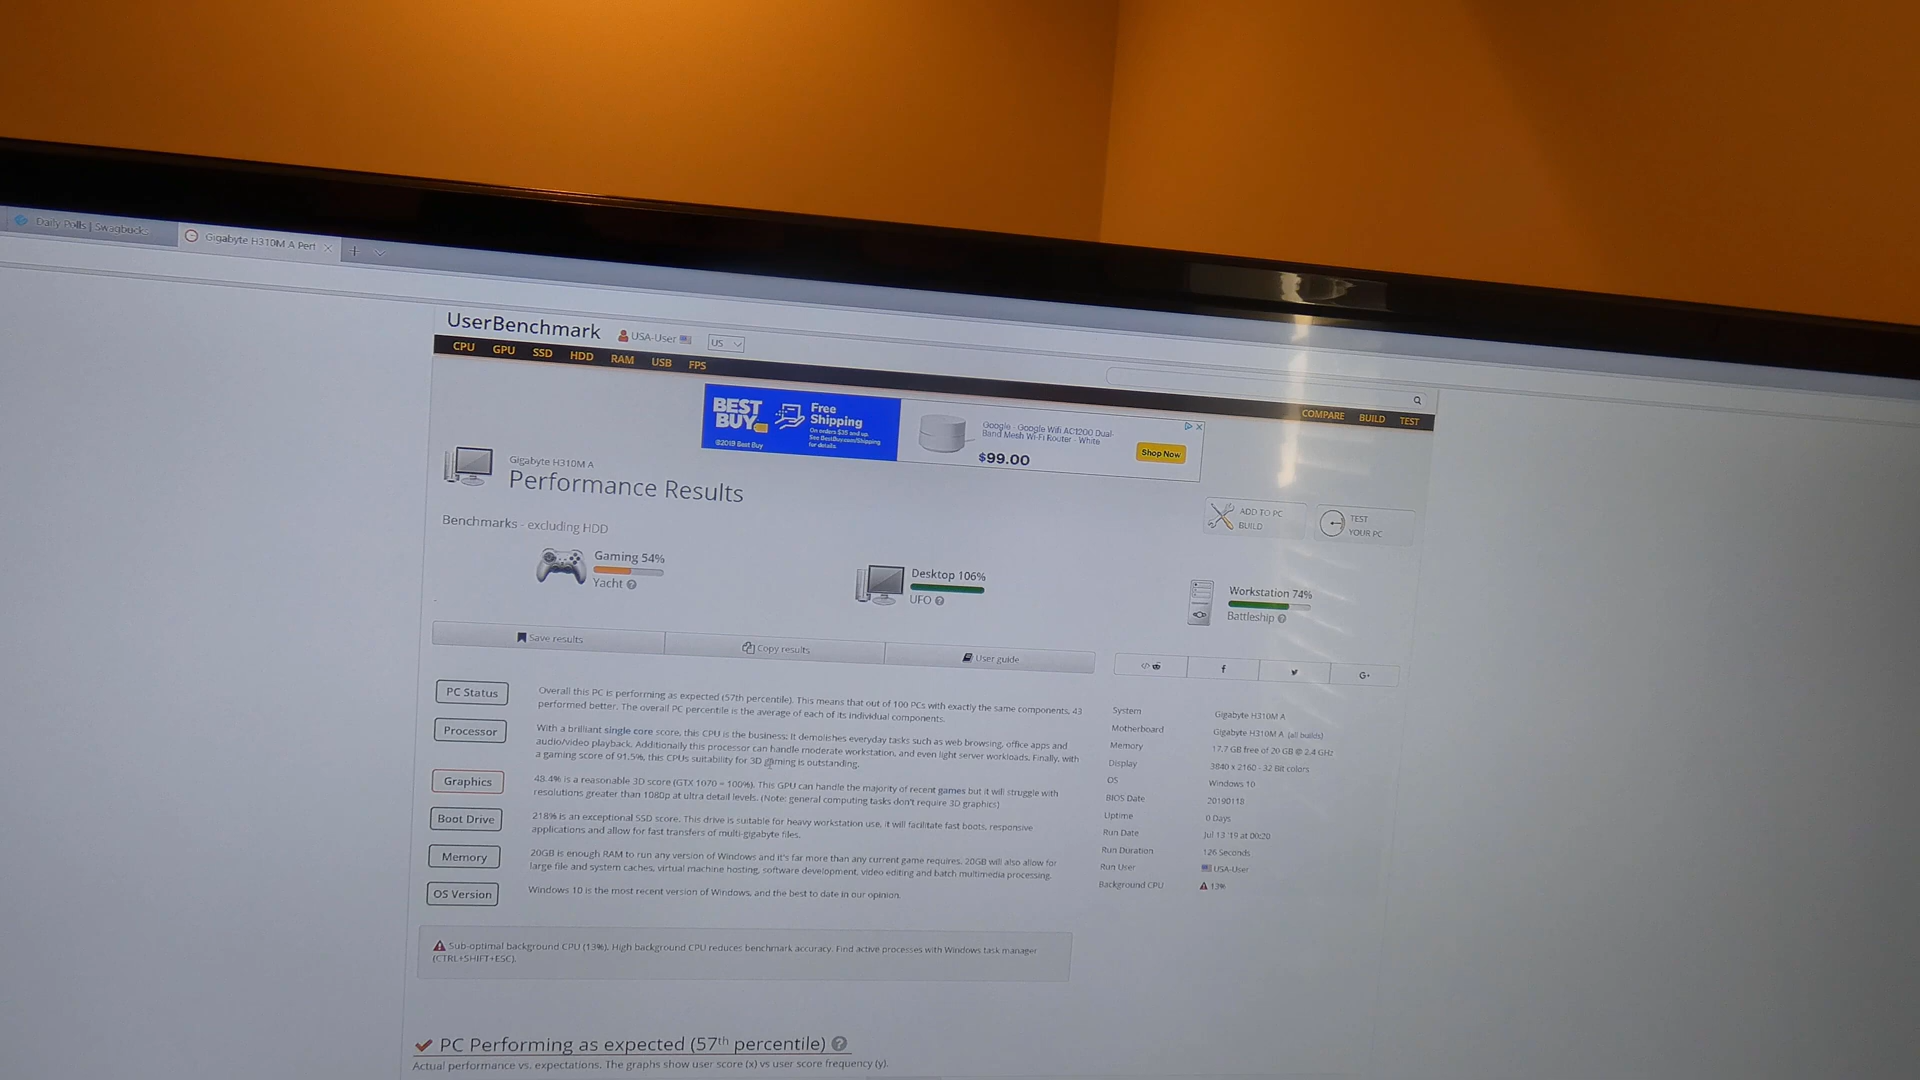 Daily Polls | Swagbucks
Gigabyte H310M A Perf
UserBenchmark USA-User US
CPU GPU SSD HDD RAM USB FPS
COMPARE BUILD TEST
BEST BUY
©2019 Best Buy
Free Shipping
On orders $35 and up.
See BestBuy.com/Shipping
for details.
Google - Google Wifi AC1200 Dual-
Band Mesh Wi-Fi Router - White
$99.00
Shop Now
Gigabyte H310M A
Performance Results
ADD TO PC
BUILD
TEST
YOUR PC
Benchmarks - excluding HDD
Gaming 54%
Yacht
Desktop 106%
UFO
Workstation 74%
Battleship
Save results
Copy results
User guide
G+
PC Status
Overall this PC is performing as expected (57th percentile). This means that out of 100 PCs with exactly the same components, 43
performed better. The overall PC percentile is the average of each of its individual components.
Processor
With a brilliant single core score, this CPU is the business: It demolishes everyday tasks such as web browsing, office apps and
audio/video playback. Additionally this processor can handle moderate workstation, and even light server workloads. Finally, with
a gaming score of 91.5%, this CPUs suitability for 3D gaming is outstanding.
Graphics
48.4% is a reasonable 3D score (GTX 1070 = 100%). This GPU can handle the majority of recent games but it will struggle with
resolutions greater than 1080p at ultra detail levels. (Note: general computing tasks don't require 3D graphics)
Boot Drive
218% is an exceptional SSD score. This drive is suitable for heavy workstation use, it will facilitate fast boots, responsive
applications and allow for fast transfers of multi-gigabyte files.
Memory
20GB is enough RAM to run any version of Windows and it's far more than any current game requires. 20GB will also allow for
large file and system caches, virtual machine hosting, software development, video editing and batch multimedia processing.
OS Version
Windows 10 is the most recent version of Windows, and the best to date in our opinion.
System Gigabyte H310M A
Motherboard Gigabyte H310M A (all builds)
Memory 17.7 GB free of 20 GB @ 2.4 GHz
Display 3840 x 2160 - 32 Bit colors
OS Windows 10
BIOS Date 20190118
Uptime 0 Days
Run Date Jul 13 '19 at 00:20
Run Duration 126 Seconds
Run User USA-User
Background CPU 13%
Sub-optimal background CPU (13%). High background CPU reduces benchmark accuracy. Find active processes with Windows task manager
(CTRL+SHIFT+ESC).
PC Performing as expected (57th percentile)
Actual performance vs. expectations. The graphs show user score (x) vs user score frequency (y).